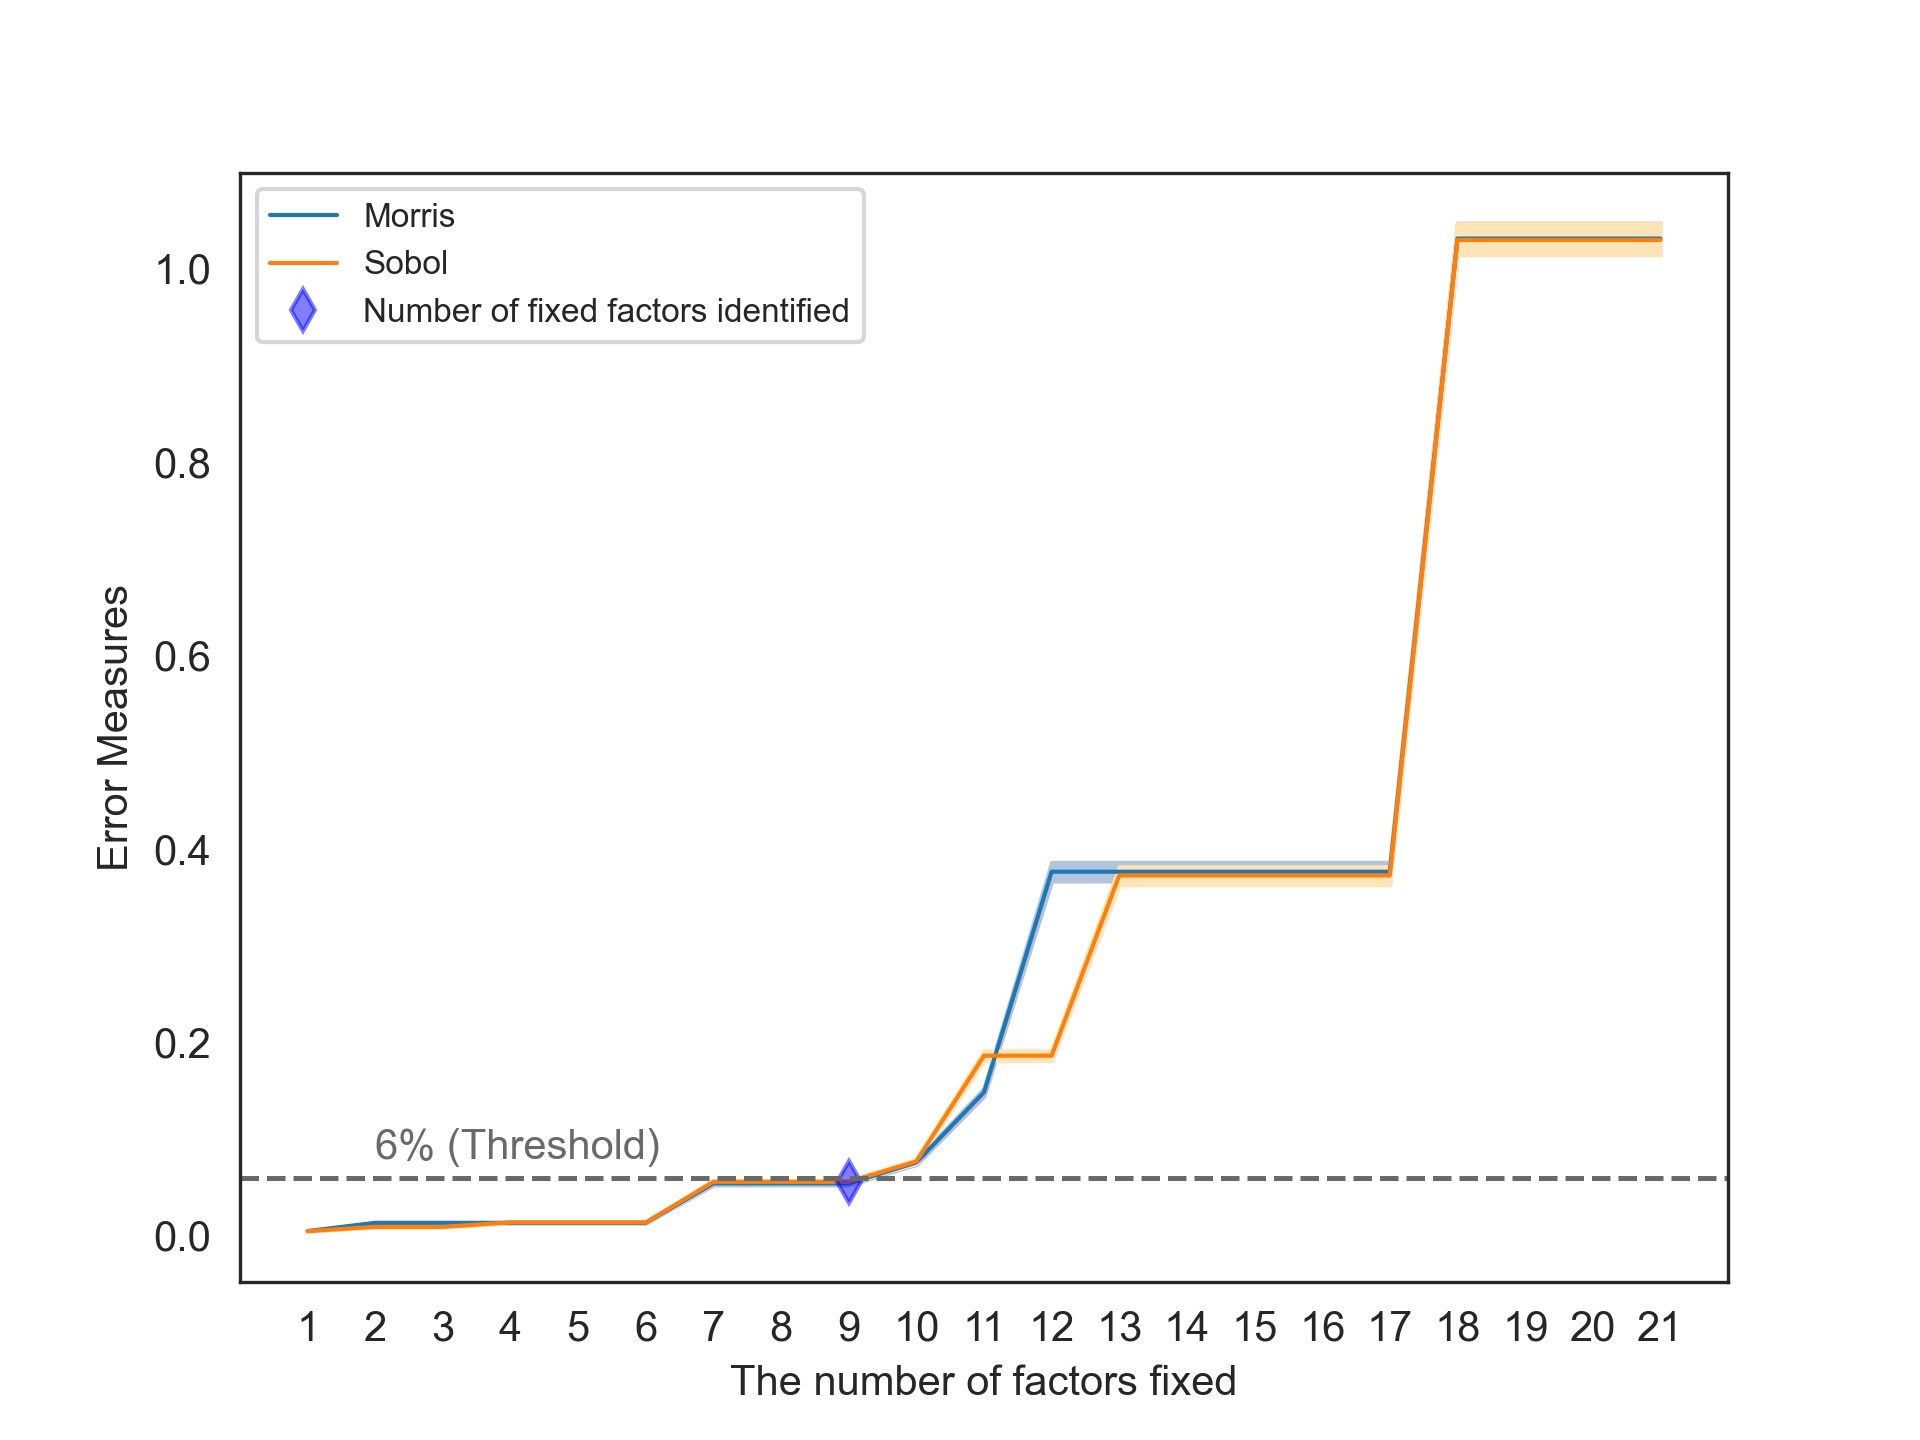 Morris
Sobol
Number of fixed factors identified
1.0
0.8
0.6
0.4
0.2
0.0
Error Measures
6% (Threshold)
1 2 3 4 5 6 7 8 9 10 11 12 13 14 15 16 17 18 19 20 21
The number of factors fixed